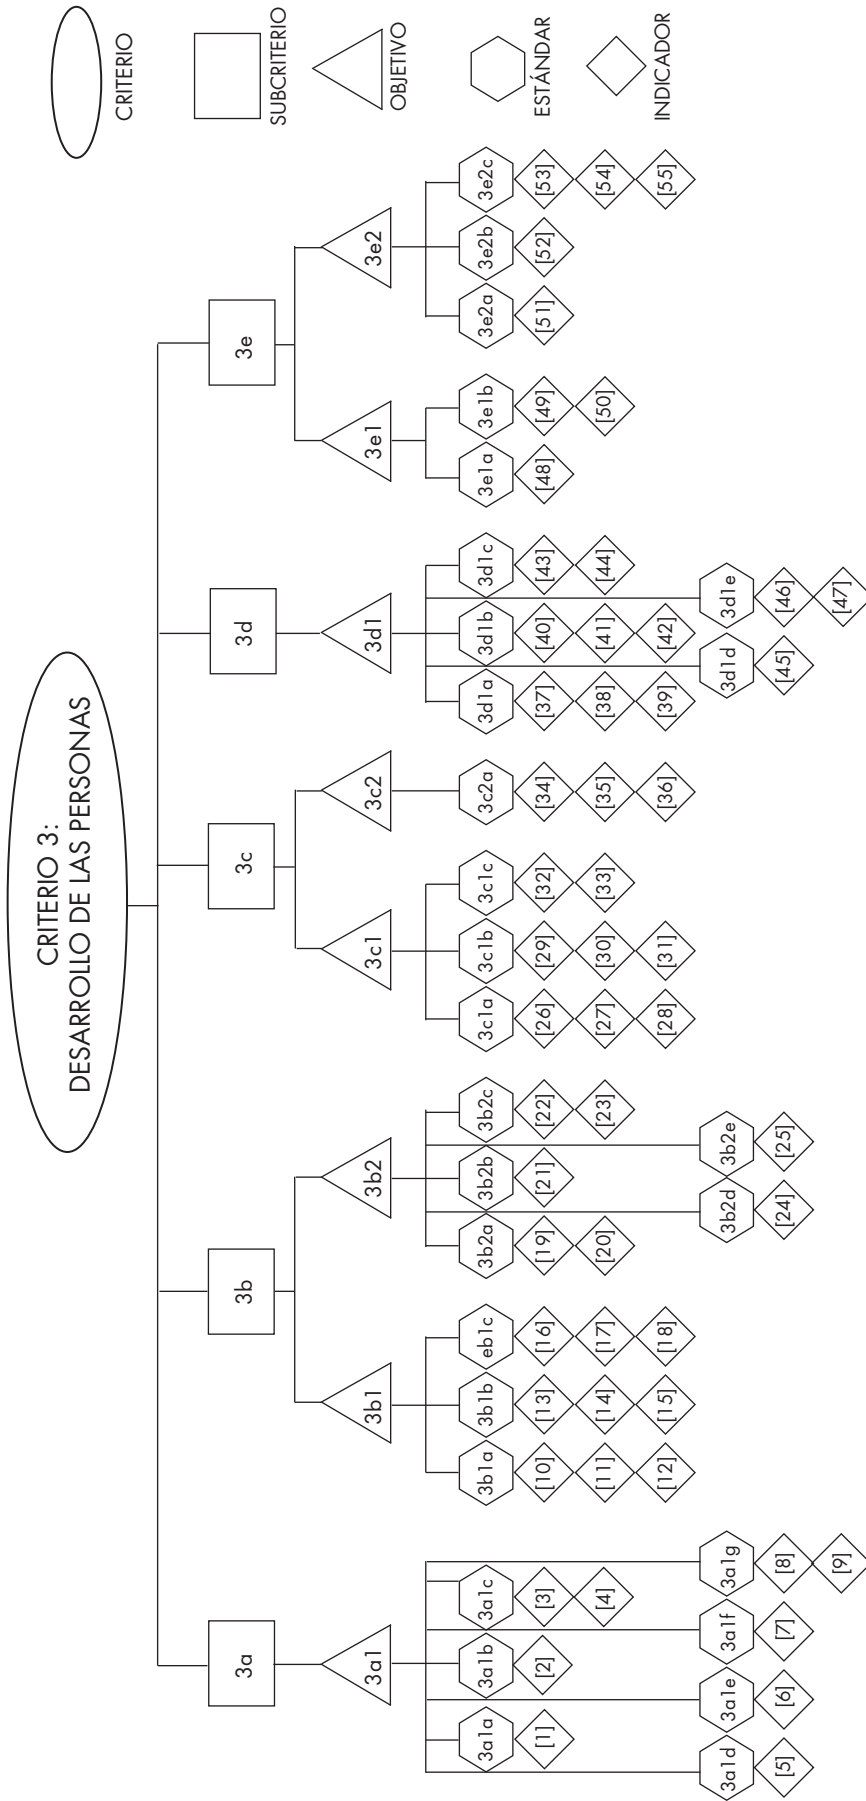 CRITERIO 3:
DESARROLLO DE LAS PERSONAS
3a
3b
3c
3d
3e
3a1
3b1
3b2
3c1
3c2
3d1
3e1
3e2
3a1a
3a1b
3a1c
3b1a
3b1b
eb1c
3b2a
3b2b
3b2c
3c1a
3c1b
3c1c
3c2a
3d1a
3d1b
3d1c
3e1a
3e1b
3e2a
3e2b
3e2c
[1]
[2]
[3]
[10]
[13]
[16]
[19]
[21]
[22]
[26]
[29]
[32]
[34]
[37]
[40]
[43]
[48]
[49]
[51]
[52]
[53]
[4]
[11]
[14]
[17]
[20]
[23]
[27]
[30]
[33]
[35]
[38]
[41]
[44]
[50]
[54]
[12]
[15]
[18]
[28]
[31]
[36]
[39]
[42]
[55]
3a1d
3a1e
3a1f
3a1g
3b2d
3b2e
3d1d
3d1e
[5]
[6]
[7]
[8]
[24]
[25]
[45]
[46]
[9]
[47]
CRITERIO
SUBCRITERIO
OBJETIVO
ESTÁNDAR
INDICADOR